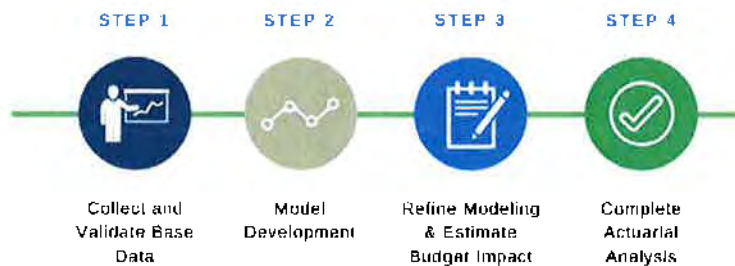 STEP 1
STEP 2
STEP 3
STEP 4
Collect and
Validate Base
Data
Model
Development
Refine Modeling
& Estimate
Budget Impact
Complete
Actuarial
Analysis